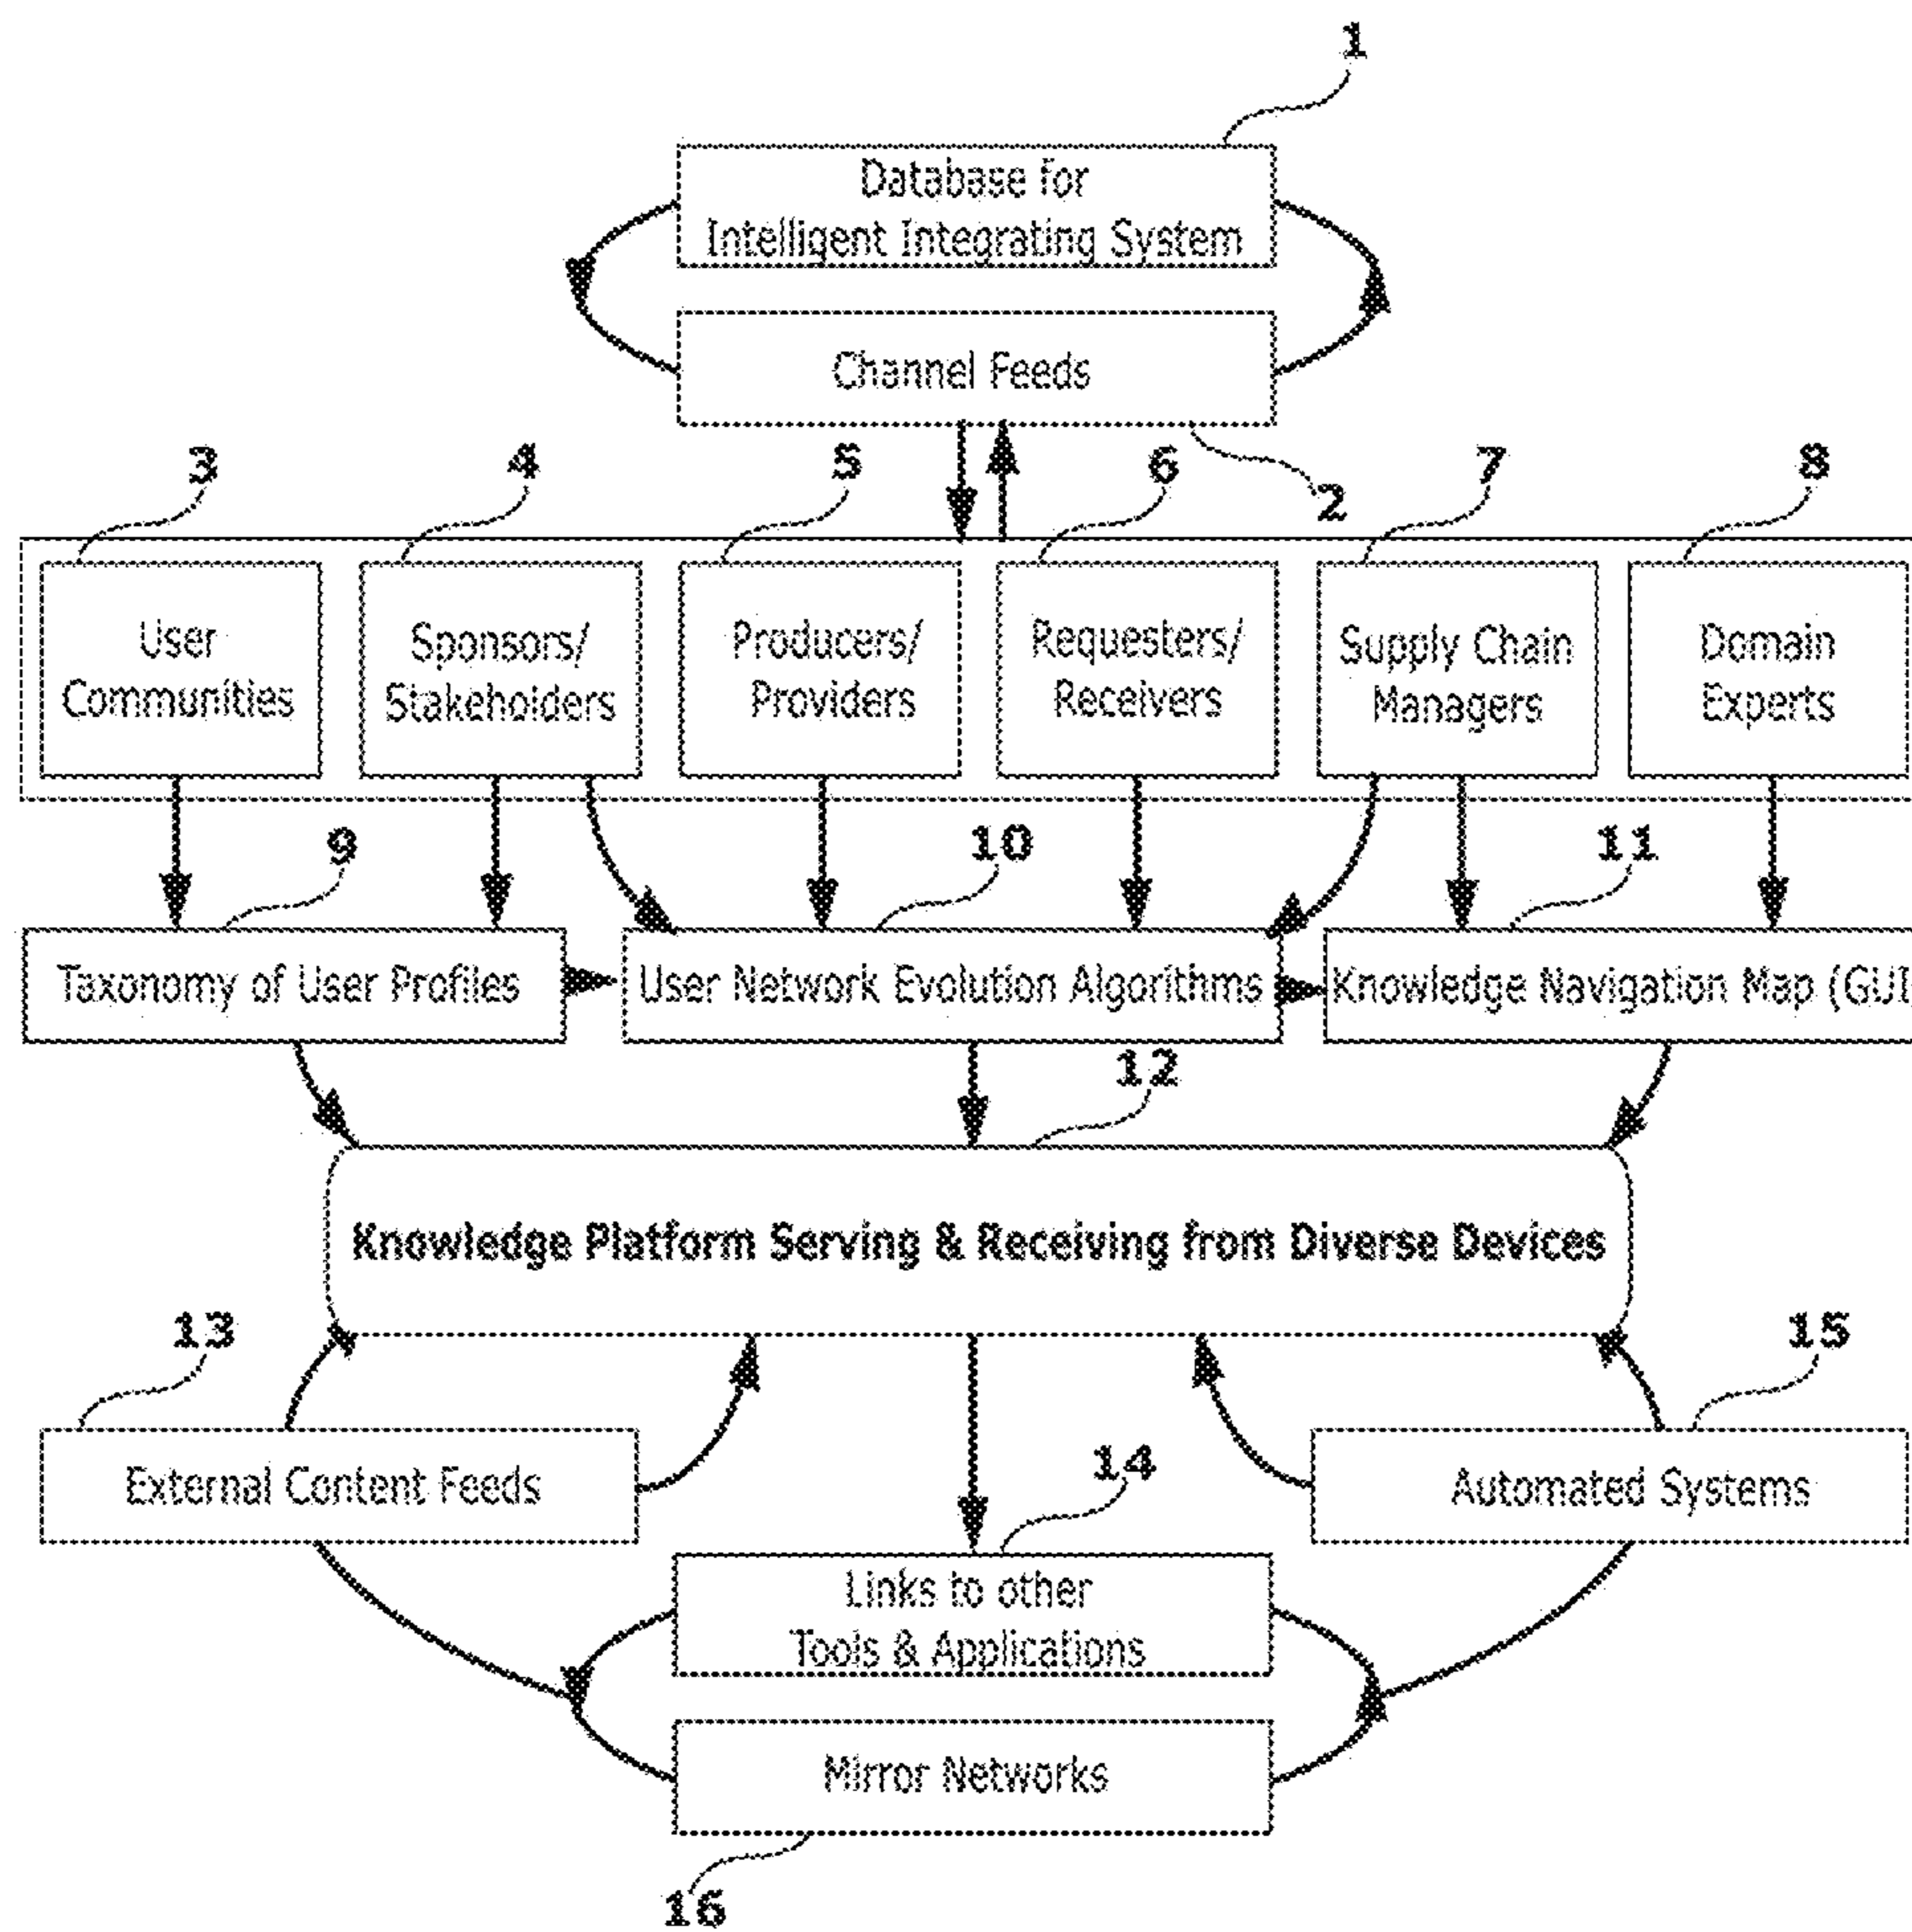 1
Database for
Intelligent Integrating System
Channel Feeds
3
4
5
6
2
7
8
User
Communities
Sponsors/
Stakeholders
Producers/
Providers
Requesters/
Receivers
Supply Chain
Managers
Domain
Experts
9
10
11
Taxonomy of User Profiles
User Network Evolution Algorithms
Knowledge Navigation Map (GUI
12
Knowledge Platform Serving & Receiving from Diverse Devices
13
15
External Content Feeds
14
Automated Systems
Links to other
Tools & Applications
Mirror Networks
16